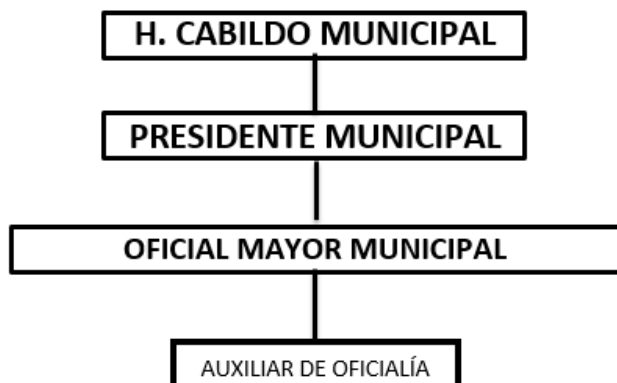 H. CABILDO MUNICIPAL
PRESIDENTE MUNICIPAL
OFICIAL MAYOR MUNICIPAL
AUXILIAR DE OFICIALÍA